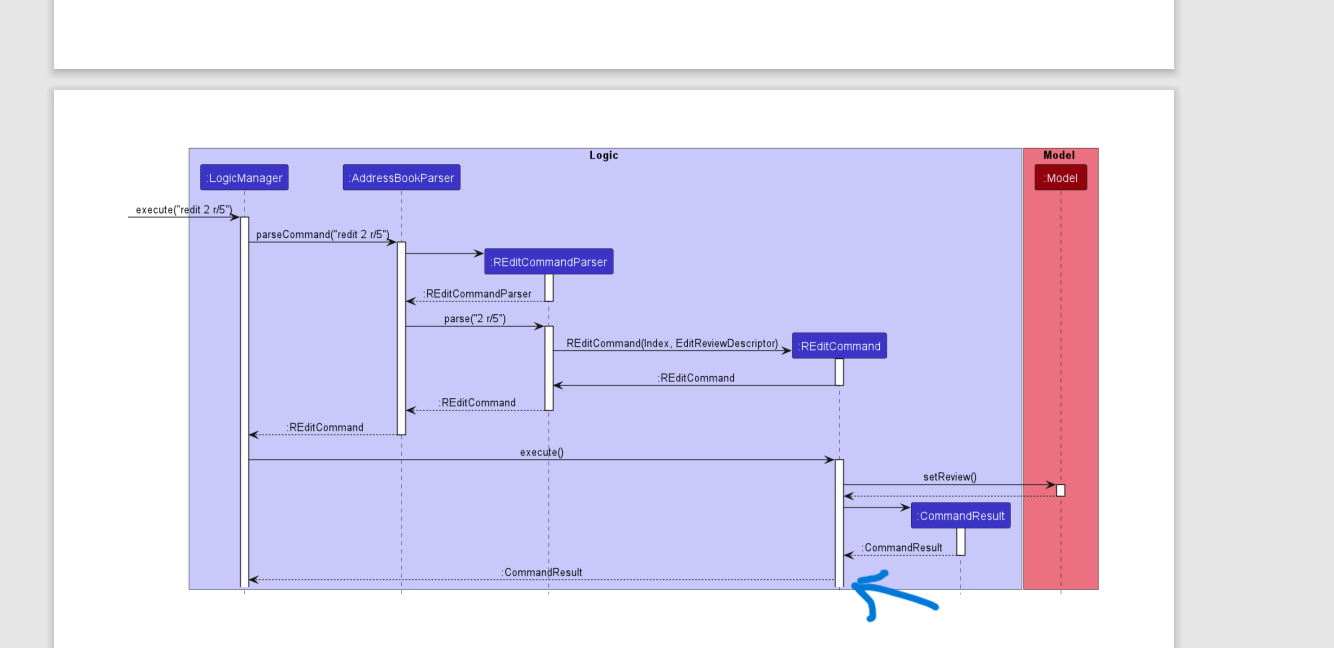 Logic
Model
:LogicManager
:AddressBookParser
:Model
execute("redit 2 r/5")
parseCommand("redit 2 r/5")
:REditCommandParser
:REditCommandParser
parse("2 r/5")
REditCommand(Index, EditReviewDescriptor)
:REditCommand
:REditCommand
:REditCommand
:REditCommand
execute()
setReview()
:CommandResult
:CommandResult
:CommandResult